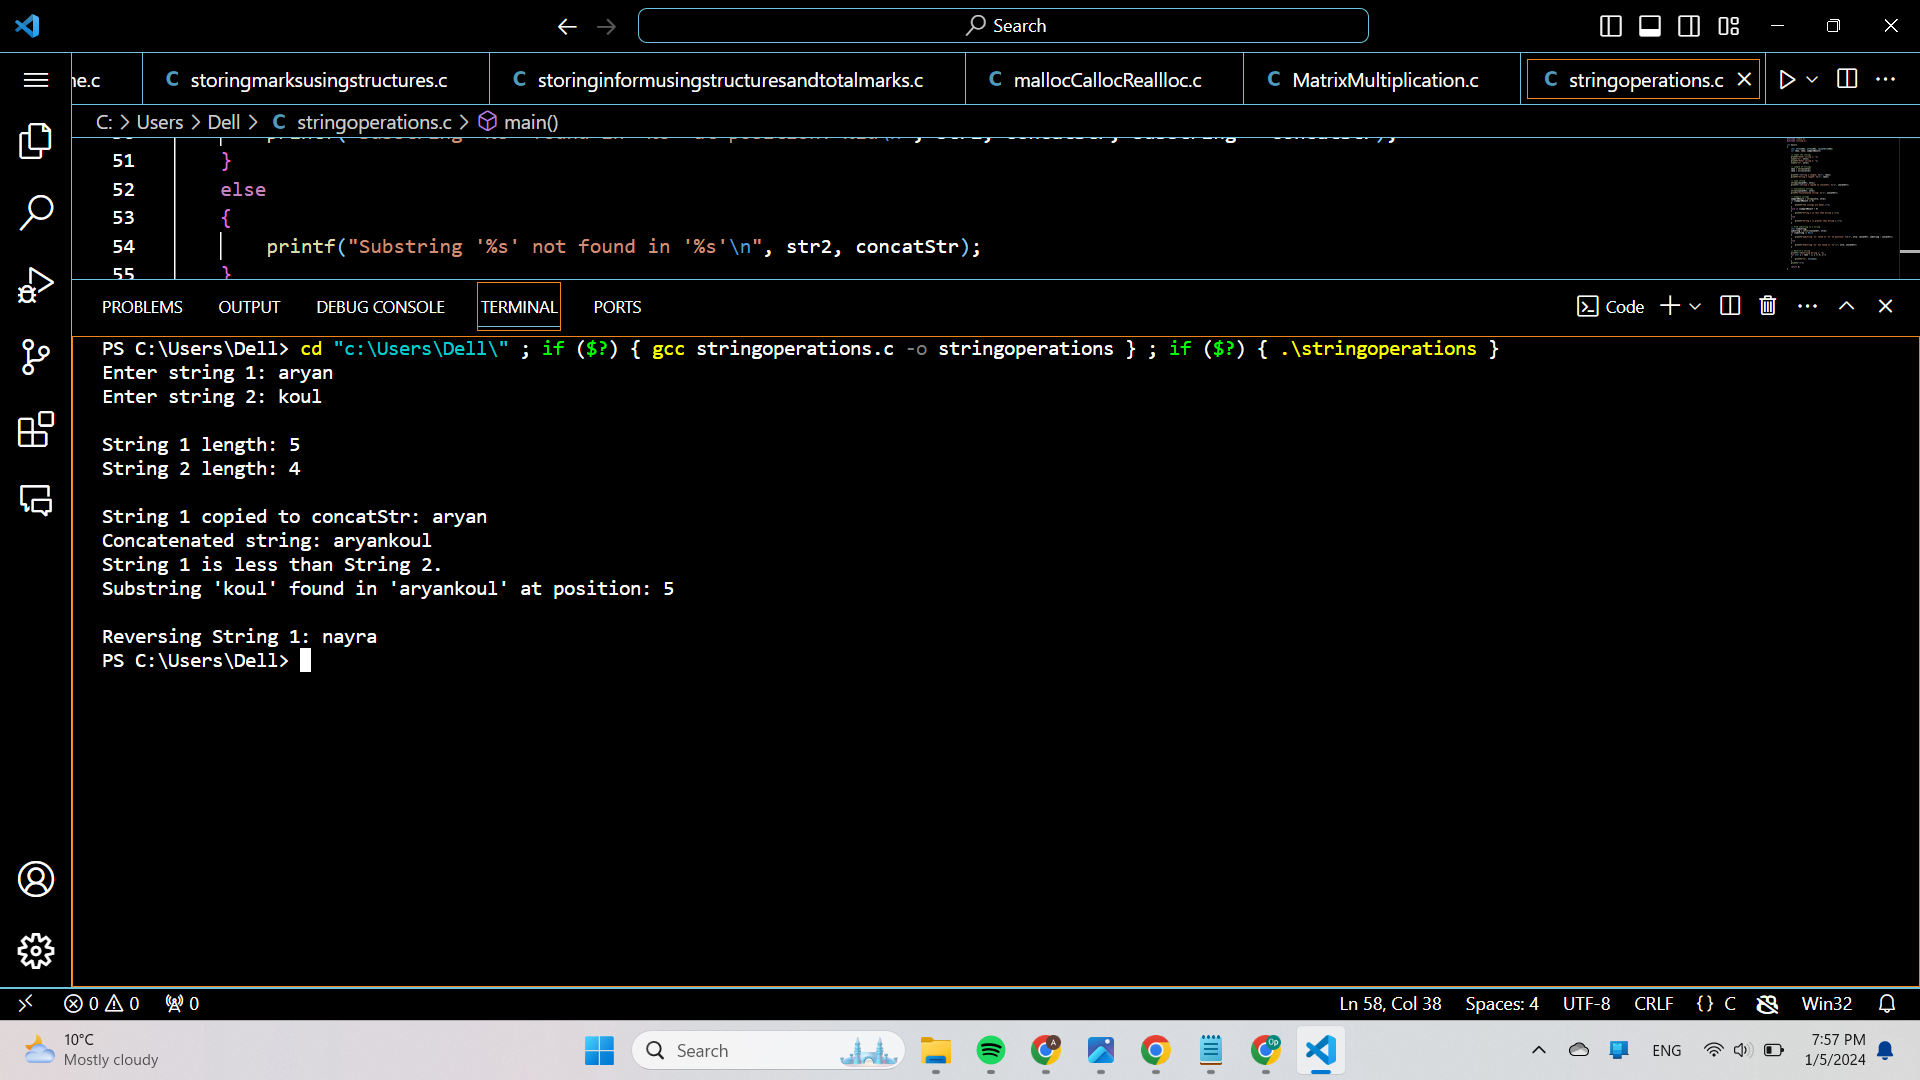 Search
ne.c
storingmarksusingstructures.c
storinginformusingstructuresandtotalmarks.c
mallocCallocReallloc.c
MatrixMultiplication.c
stringoperations.c
C: > Users > Dell > C stringoperations.c > main()
51 }
52 else
53 {
54 printf("Substring '%s' not found in '%s'\n", str2, concatStr);
55 }
PROBLEMS OUTPUT DEBUG CONSOLE TERMINAL PORTS
Code
PS C:\Users\Dell> cd "c:\Users\Dell\" ; if ($?) { gcc stringoperations.c -o stringoperations } ; if ($?) { .\stringoperations }
Enter string 1: aryan
Enter string 2: koul
String 1 length: 5
String 2 length: 4
String 1 copied to concatStr: aryan
Concatenated string: aryankoul
String 1 is less than String 2.
Substring 'koul' found in 'aryankoul' at position: 5
Reversing String 1: nayra
PS C:\Users\Dell>
0 0 0
Ln 58, Col 38 Spaces: 4 UTF-8 CRLF {} C Win32
10°C
Mostly cloudy
Search
ENG
7:57 PM
1/5/2024